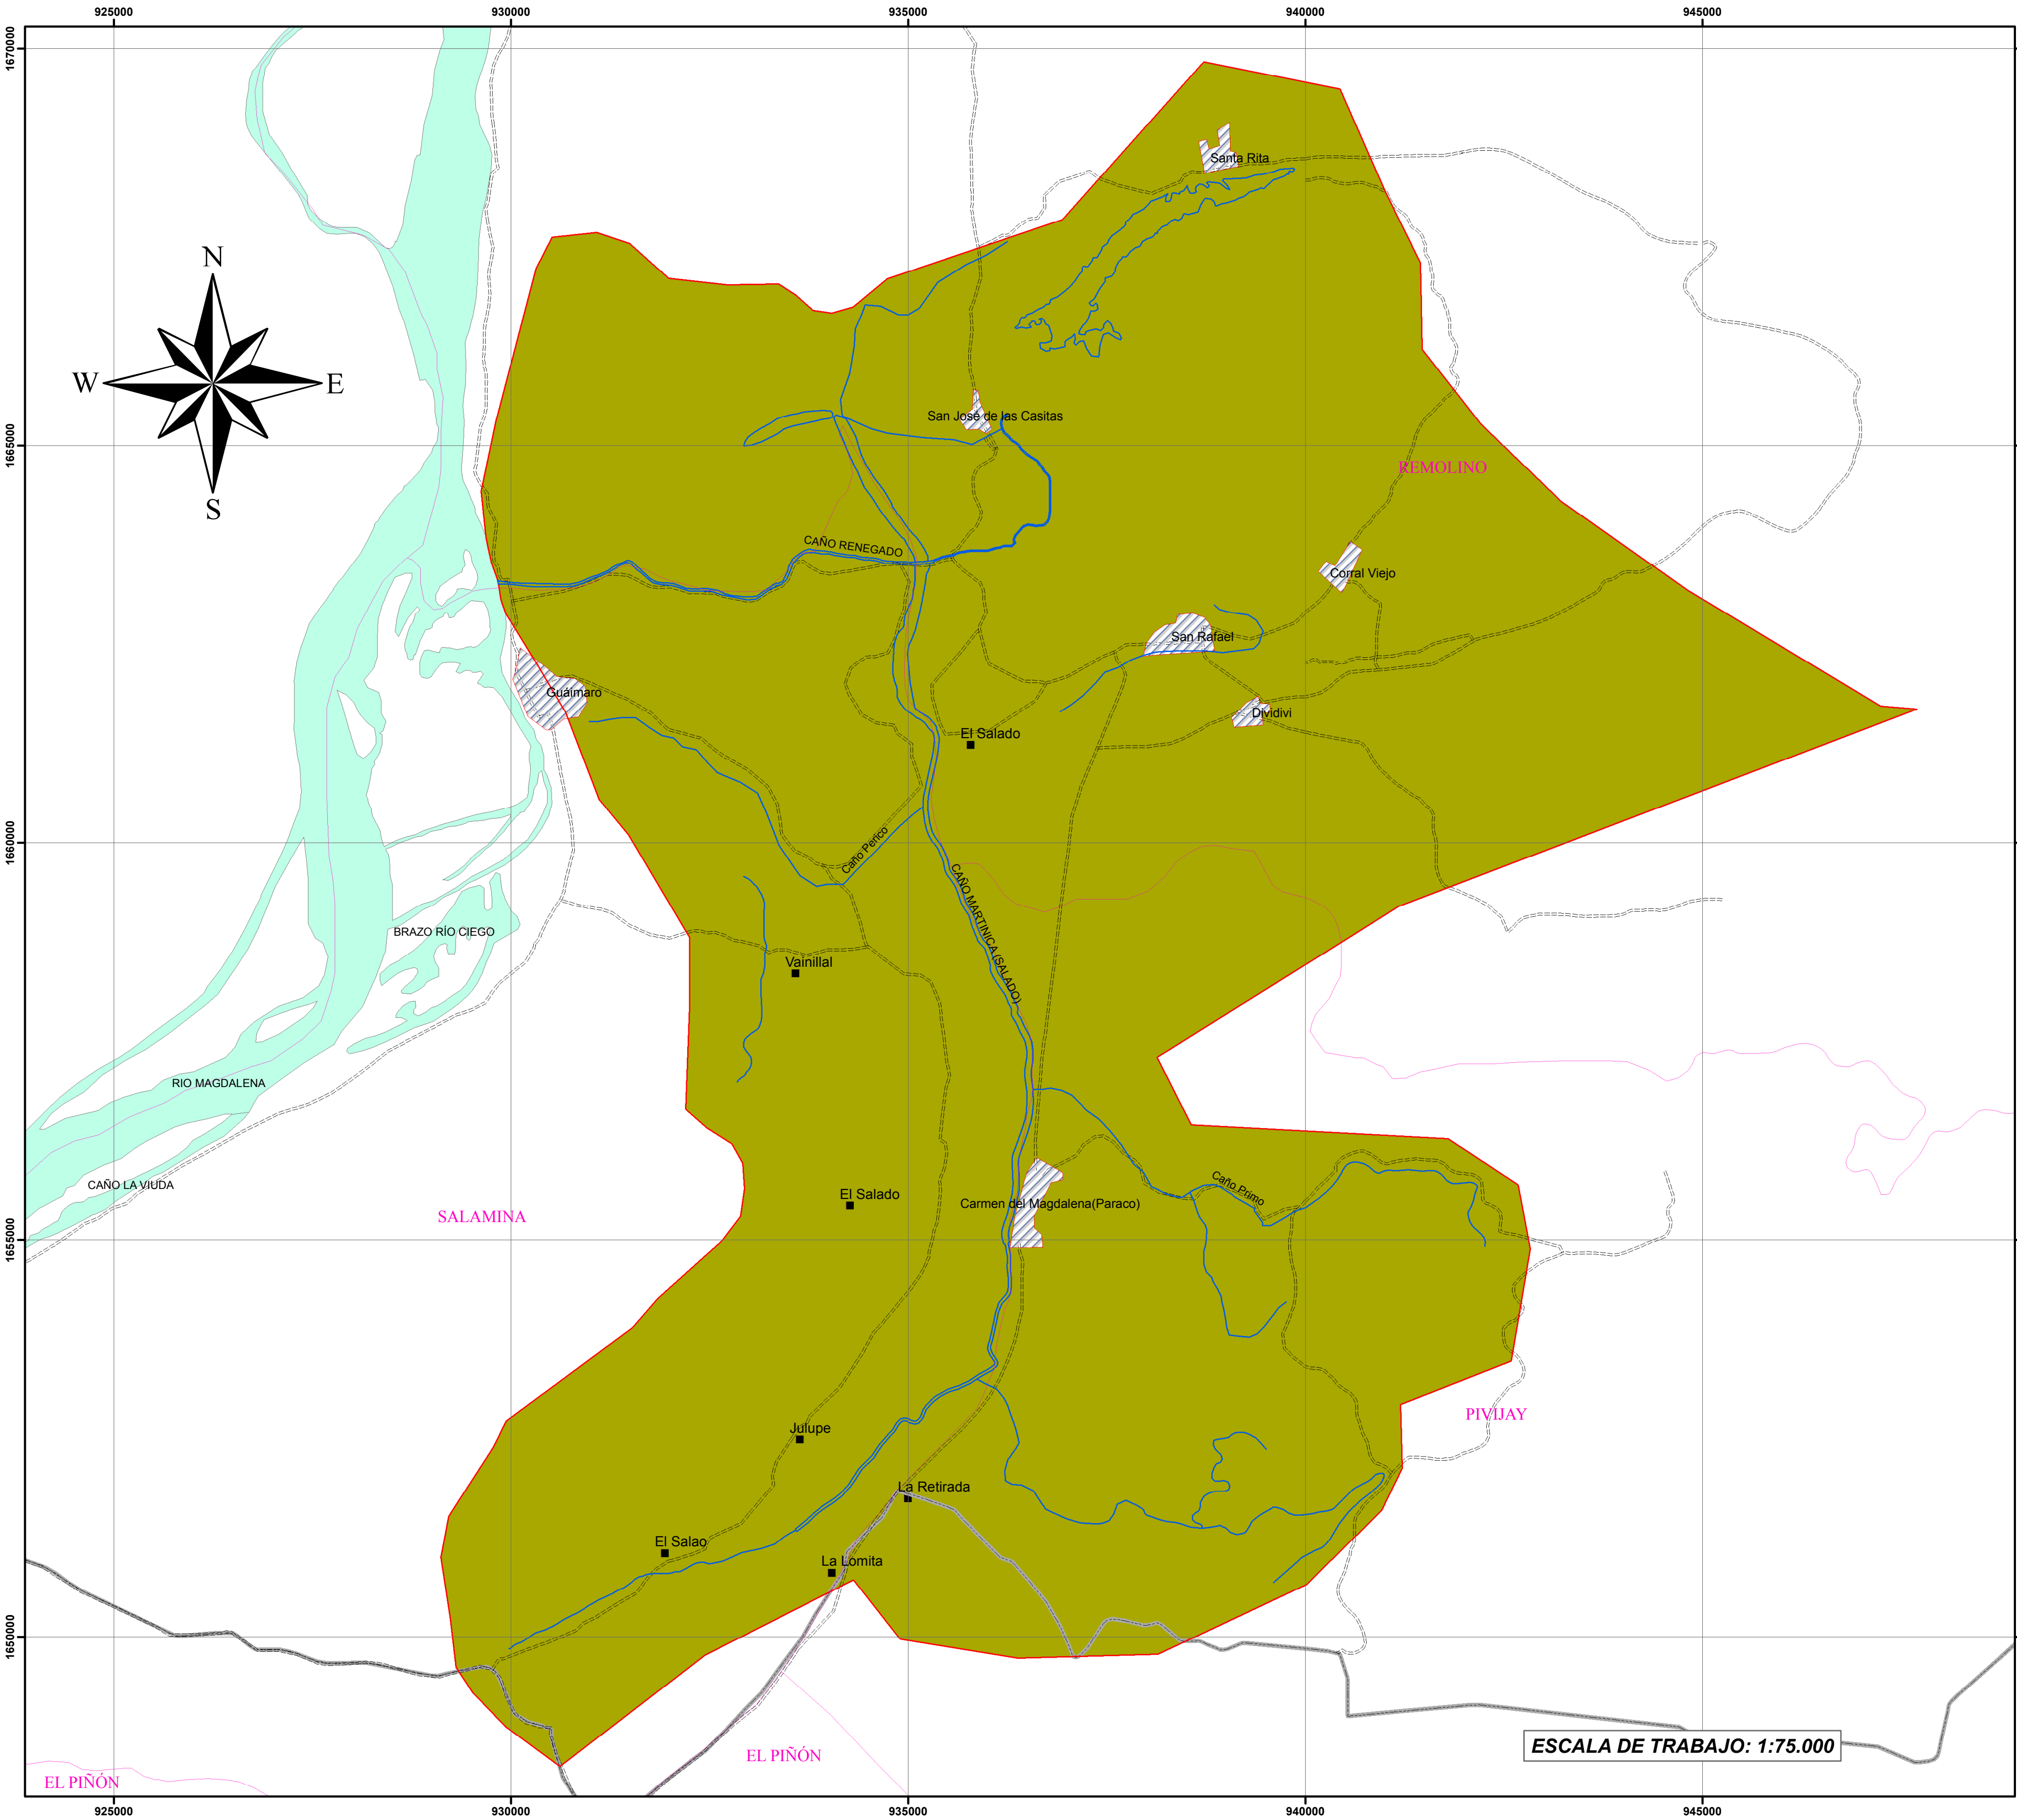 925000 930000 935000 940000 945000
1670000
Santa Rita
N
W E
S
San José de las Casitas
1665000
REMOLINO
CAÑO RENEGADO
Corral Viejo
San Rafael
Guáimaro
Dividivi
El Salado
1660000
Caño Perico
CAÑO MARTINICA (SALADO)
BRAZO RÍO CIEGO
Vainillal
RIO MAGDALENA
CAÑO LA VIUDA
El Salado
Carmen del Magdalena(Paraco)
Caño Primo
SALAMINA
1655000
PIVIJAY
Julupe
La Retirada
El Salao
La Lomita
1650000
ESCALA DE TRABAJO: 1:75.000
EL PIÑÓN
EL PIÑÓN
925000 930000 935000 940000 945000